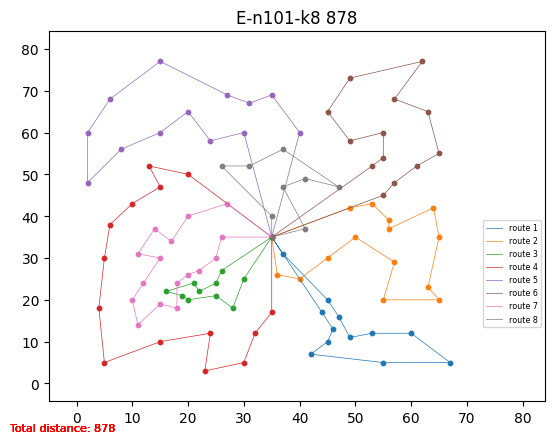 E-n101-k8 878
80
70
60
50
40
30
20
10
0
0 10 20 30 40 50 60 70 80
route 1
route 2
route 3
route 4
route 5
route 6
route 7
route 8
Total distance: 878